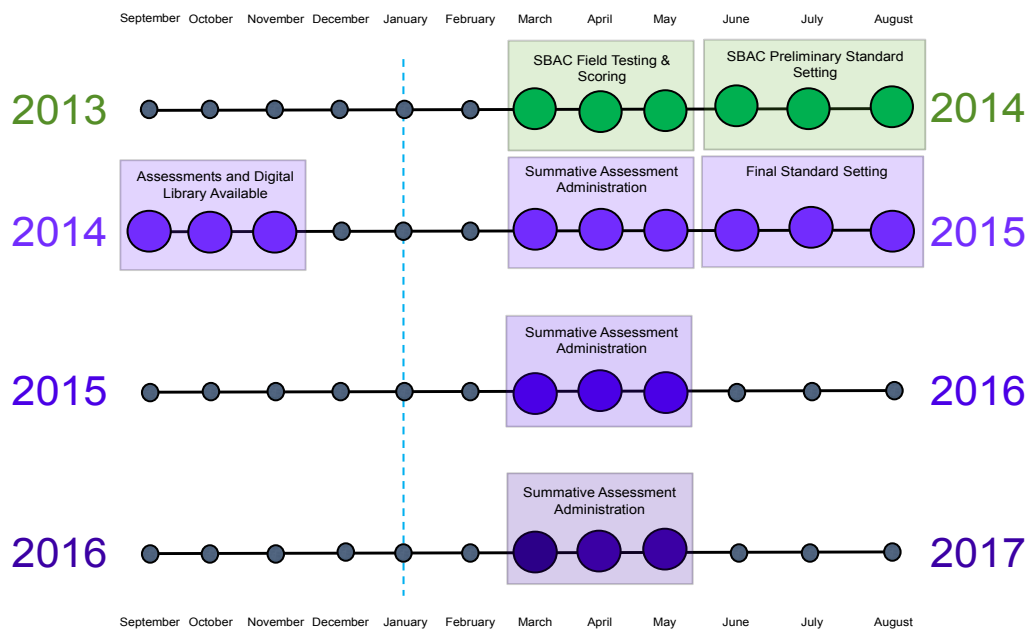 September October November December January February March April May June July August
SBAC Field Testing &
Scoring
SBAC Preliminary Standard
Setting
2013
2014
Assessments and Digital
Library Available
Summative Assessment
Administration
Final Standard Setting
2014
2015
Summative Assessment
Administration
2015
2016
Summative Assessment
Administration
2016
2017
September October November December January February March April May June July August